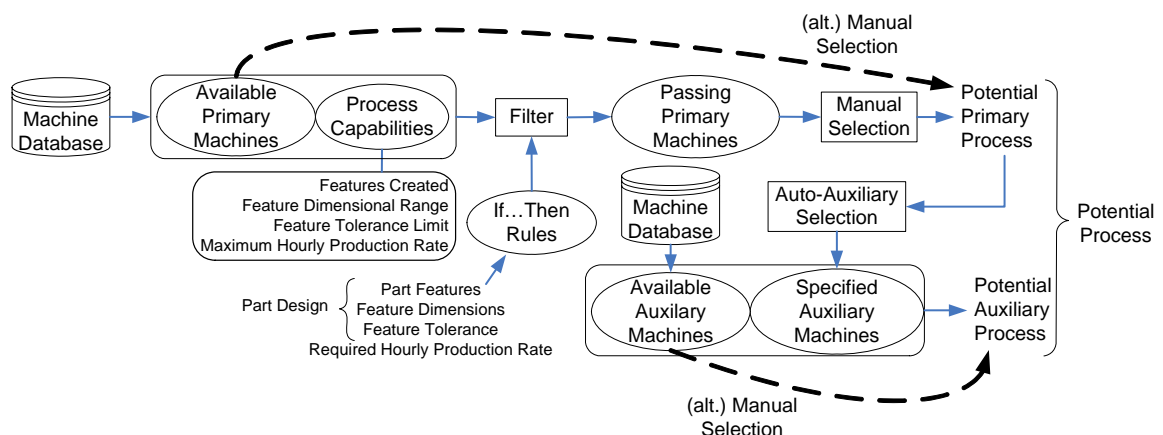 (alt.) Manual
Selection
Machine
Database
Available
Primary
Machines
Process
Capabilities
Filter
Passing
Primary
Machines
Manual
Selection
Potential
Primary
Process
Features Created
Feature Dimensional Range
Feature Tolerance Limit
Maximum Hourly Production Rate
If...Then
Rules
Machine
Database
Auto-Auxiliary
Selection
Potential
Process
Part Design
Part Features
Feature Dimensions
Feature Tolerance
Required Hourly Production Rate
Available
Auxilary
Machines
Specified
Auxiliary
Machines
Potential
Auxiliary
Process
(alt.) Manual
Selection